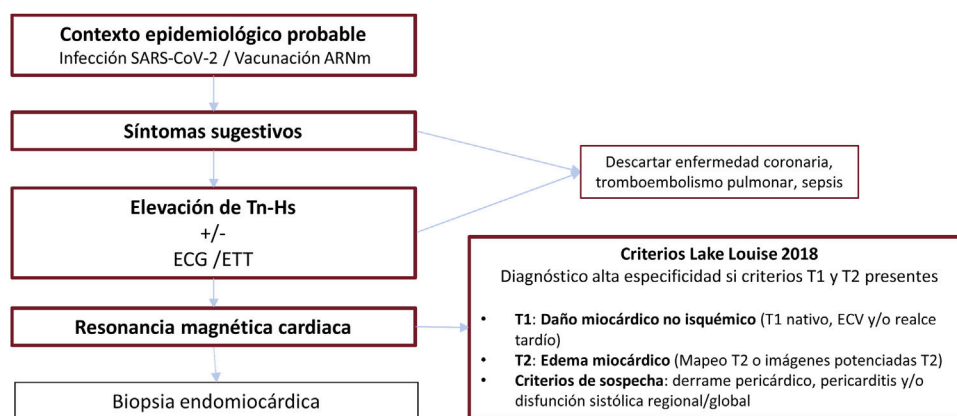 Contexto epidemiológico probable
Infección SARS-CoV-2 / Vacunación ARNm
Síntomas sugestivos
Descartar enfermedad coronaria,
tromboembolismo pulmonar, sepsis
Elevación de Tn-Hs
+/-
ECG /ETT
Resonancia magnética cardiaca
Criterios Lake Louise 2018
Diagnóstico alta especificidad si criterios T1 y T2 presentes
• T1: Daño miocárdico no isquémico (T1 nativo, ECV y/o realce
tardío)
• T2: Edema miocárdico (Mapeo T2 o imágenes potenciadas T2)
• Criterios de sospecha: derrame pericárdico, pericarditis y/o
disfunción sistólica regional/global
Biopsia endomiocárdica